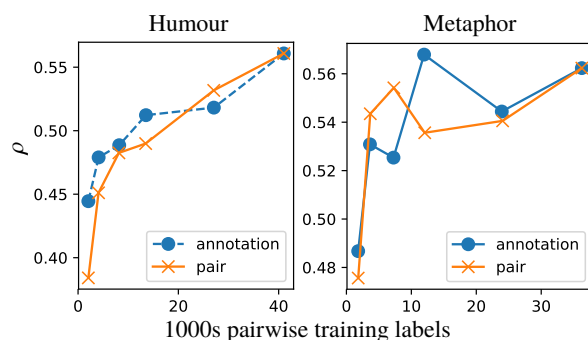 Humour
Metaphor
ρ
0.55
0.50
0.45
0.40
0.56
0.54
0.52
0.50
0.48
annotation
pair
annotation
pair
0
20
40
0
10
20
30
1000s pairwise training labels